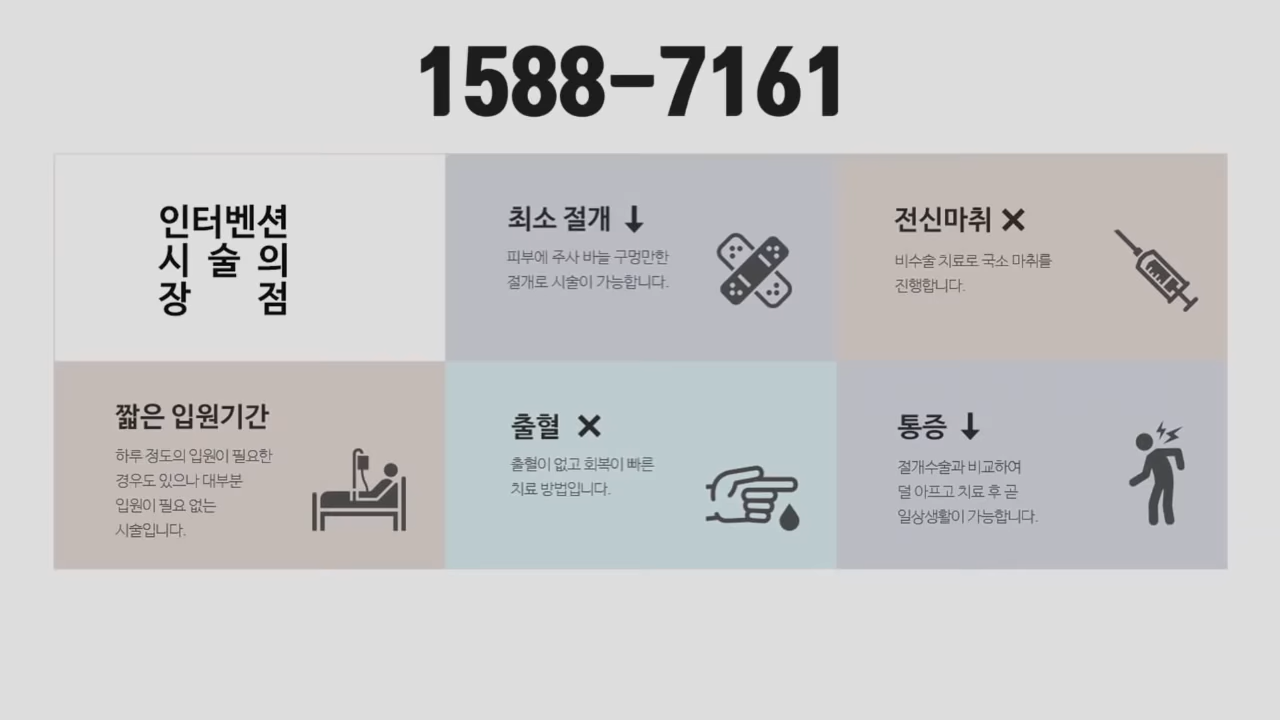 1588-7161
인터벤션
시 술 의
장 점
최소 절개 ↓
피부에 주사 바늘 구멍만한
절개로 시술이 가능합니다.
전신마취 ✕
비수술 치료로 국소 마취를
진행합니다.
짧은 입원기간
하루 정도의 입원이 필요한
경우도 있으나 대부분
입원이 필요 없는
시술입니다.
출혈 ✕
출혈이 없고 회복이 빠른
치료 방법입니다.
통증 ↓
절개수술과 비교하여
덜 아프고 치료 후 곧
일상생활이 가능합니다.